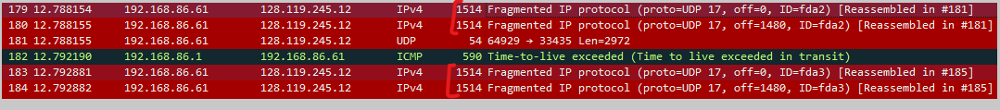 179 12.788154 192.168.86.61 128.119.245.12 IPv4 1514 Fragmented IP protocol (proto=UDP 17, off=0, ID=fda2) [Reassembled in #181]
180 12.788155 192.168.86.61 128.119.245.12 IPv4 1514 Fragmented IP protocol (proto=UDP 17, off=1480, ID=fda2) [Reassembled in #181]
181 12.788155 192.168.86.61 128.119.245.12 UDP 54 64929 → 33435 Len=2972
182 12.792190 192.168.86.1 192.168.86.61 ICMP 590 Time-to-live exceeded (Time to live exceeded in transit)
183 12.792881 192.168.86.61 128.119.245.12 IPv4 1514 Fragmented IP protocol (proto=UDP 17, off=0, ID=fda3) [Reassembled in #185]
184 12.792882 192.168.86.61 128.119.245.12 IPv4 1514 Fragmented IP protocol (proto=UDP 17, off=1480, ID=fda3) [Reassembled in #185]